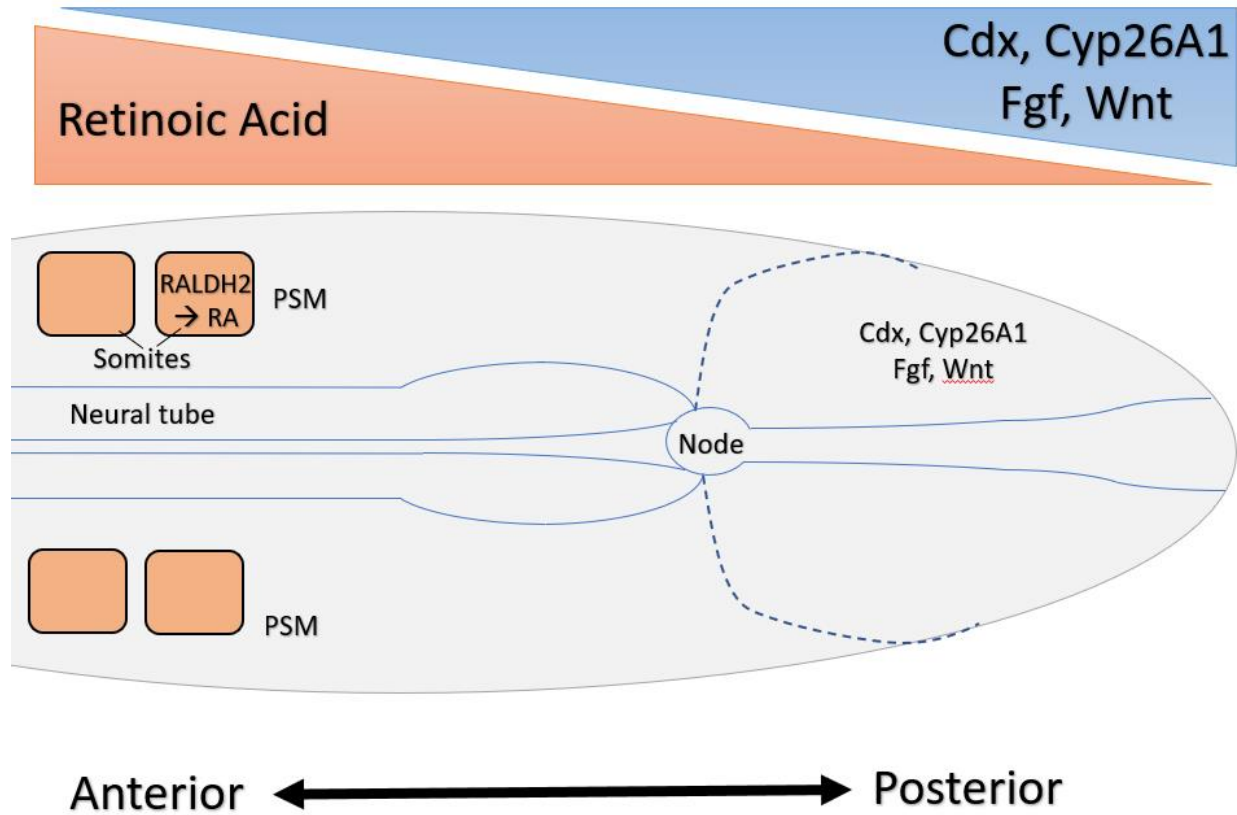 Cdx, Cyp26A1
Fgf, Wnt
Retinoic Acid
RALDH2
→ RA
PSM
Somites
Cdx, Cyp26A1
Fgf, Wnt
Neural tube
Node
PSM
Anterior
Posterior